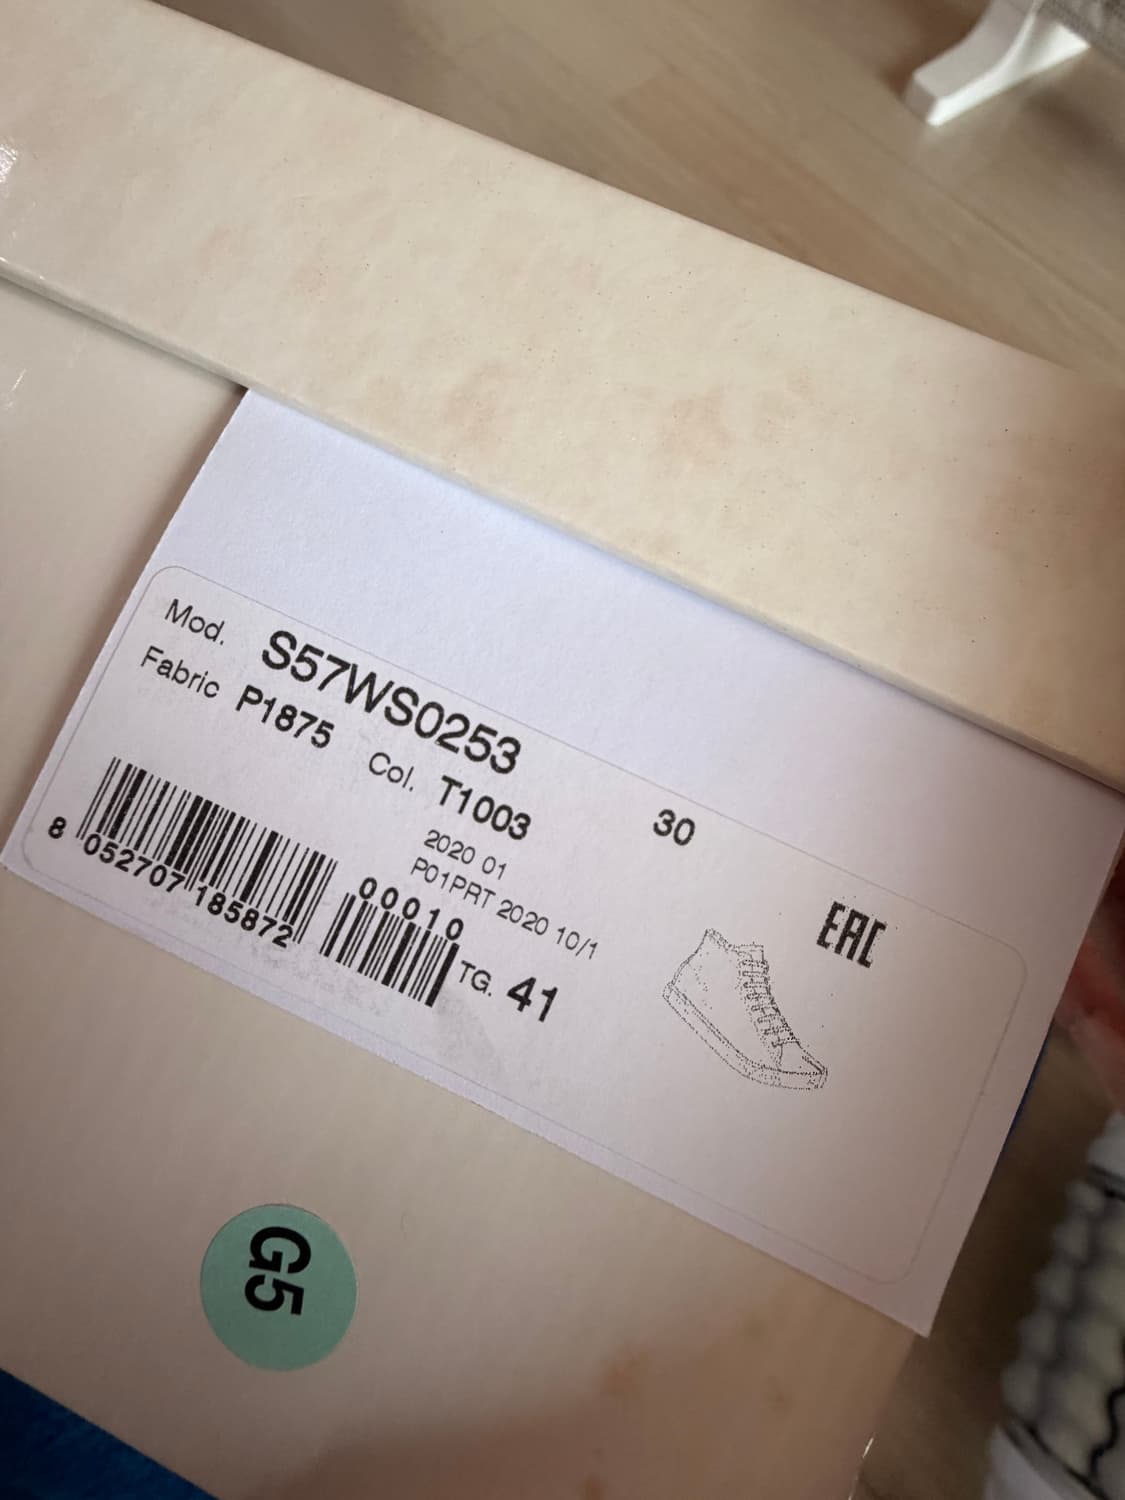 Mod. S57WS0253
Fabric P1875 Col. T1003 30
2020 01
P01PRT 2020 10/1
8 052707 185872
00010
TG. 41
EAC
G5